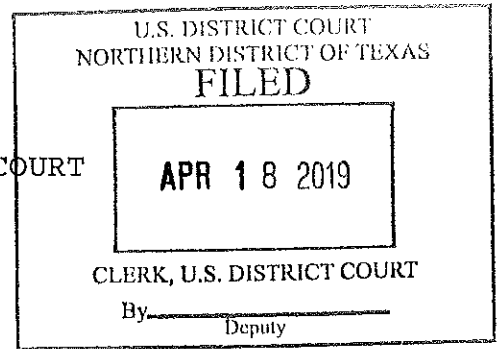 U.S. DISTRICT COURT
NORTHERN DISTRICT OF TEXAS
FILED
COURT
APR 18 2019
CLERK, U.S. DISTRICT COURT
By
Deputy